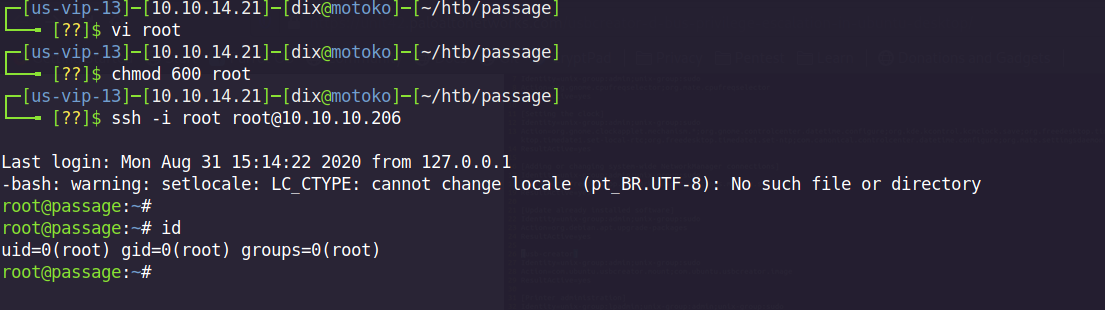 ┌─[us-vip-13]─[10.10.14.21]─[dix@motoko]─[~/htb/passage]
└──╼ [??]$ vi root
┌─[us-vip-13]─[10.10.14.21]─[dix@motoko]─[~/htb/passage]
└──╼ [??]$ chmod 600 root
┌─[us-vip-13]─[10.10.14.21]─[dix@motoko]─[~/htb/passage]
└──╼ [??]$ ssh -i root root@10.10.10.206
Last login: Mon Aug 31 15:14:22 2020 from 127.0.0.1
-bash: warning: setlocale: LC_CTYPE: cannot change locale (pt_BR.UTF-8): No such file or directory
root@passage:~#
root@passage:~# id
uid=0(root) gid=0(root) groups=0(root)
root@passage:~#